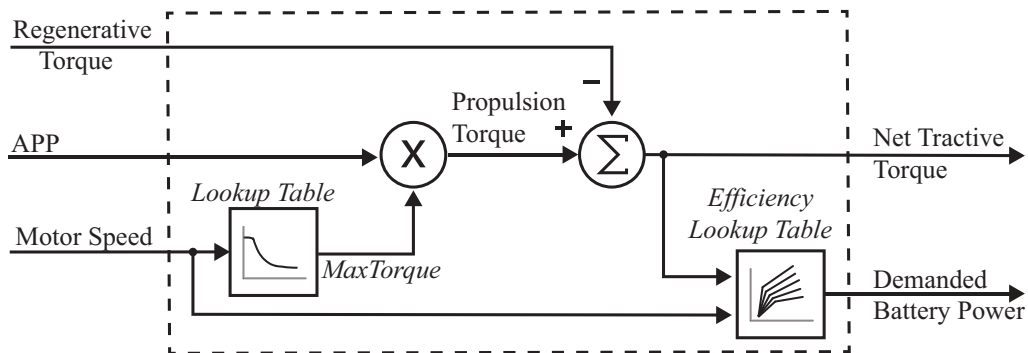 Regenerative
Torque
Propulsion
Torque
−
+
APP
X
Σ
Net Tractive
Torque
Lookup Table
Efficiency
Lookup Table
Motor Speed
MaxTorque
Demanded
Battery Power